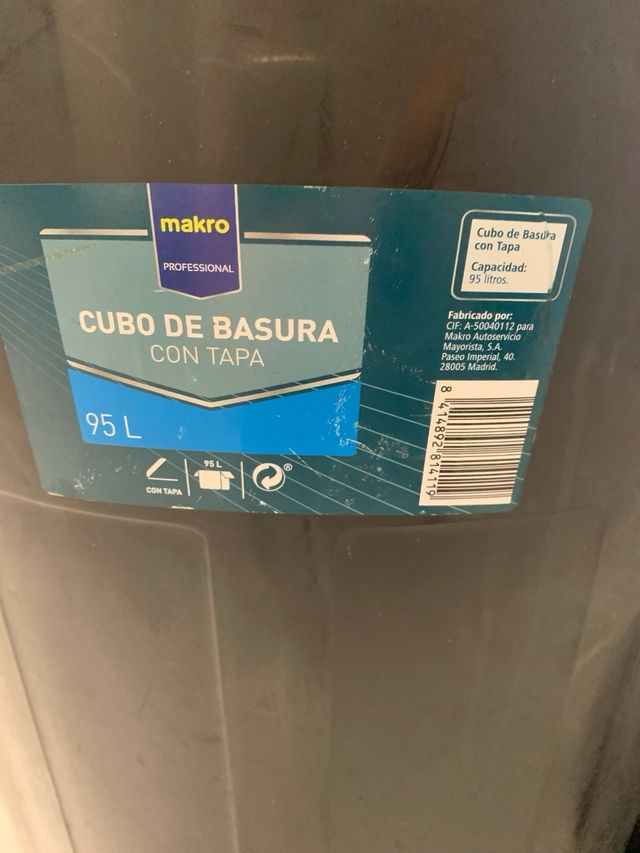 makro
PROFESSIONAL
CUBO DE BASURA
CON TAPA
95 L
CON TAPA
95 L
®
Cubo de Basura
con Tapa
Capacidad:
95 litros.
Fabricado por:
CIF: A-50040112 para
Makro Autoservicio
Mayorista, S.A.
Paseo Imperial, 40.
28005 Madrid.
8 414892 814119